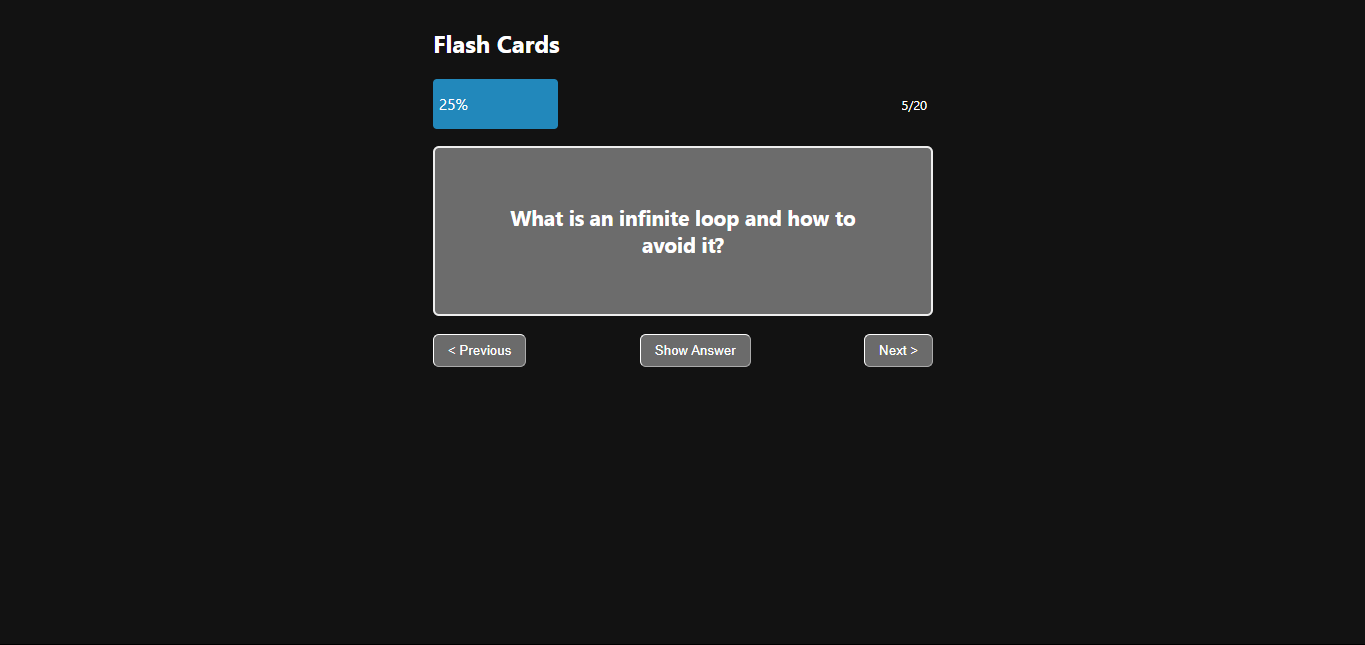 Flash Cards
25%
5/20
What is an infinite loop and how to
avoid it?
< Previous
Show Answer
Next >